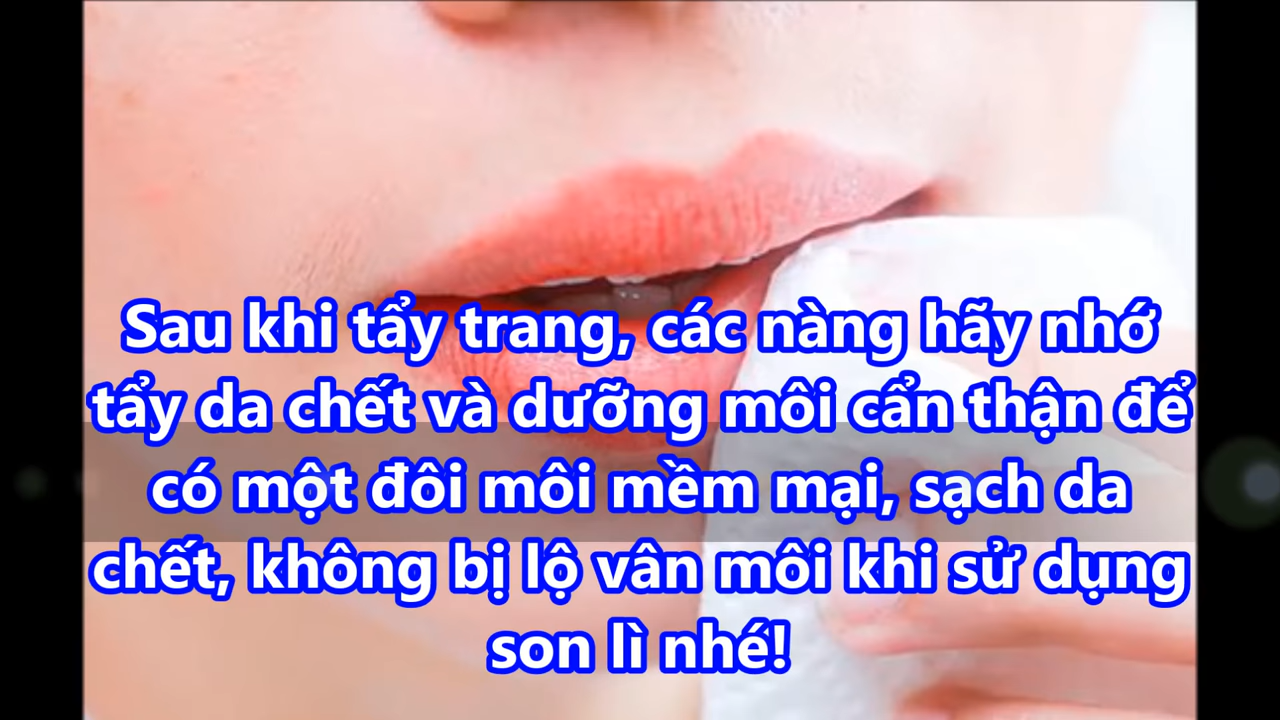 Sau khi tẩy trang, các nàng hãy nhớ
tẩy da chết và dưỡng môi cẩn thận để
có một đôi môi mềm mại, sạch da
chết, không bị lộ vân môi khi sử dụng
son lì nhé!